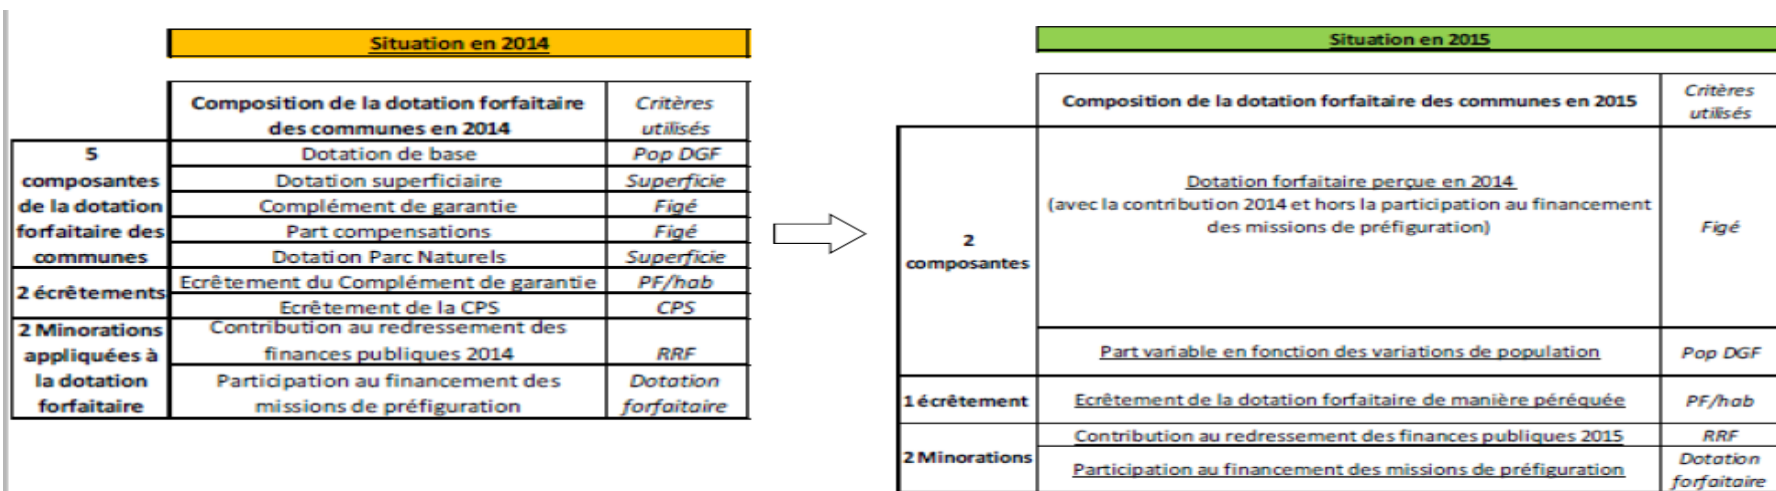 Situation en 2014
Composition de la dotation forfaitaire
des communes en 2014
Critères
utilisés
5
composantes
de la dotation
forfaitaire des
communes
Dotation de base
Pop DGF
Dotation superficiaire
Superficie
Complément de garantie
Figé
Part compensations
Figé
Dotation Parc Naturels
Superficie
2 écrêtements
Ecrêtement du Complément de garantie
PF/hab
Ecrêtement de la CPS
CPS
2 Minorations
appliquées à
la dotation
forfaitaire
Contribution au redressement des
finances publiques 2014
RRF
Participation au financement des
missions de préfiguration
Dotation
forfaitaire
Situation en 2015
Composition de la dotation forfaitaire des communes en 2015
Critères
utilisés
2
composantes
Dotation forfaitaire perçue en 2014
(avec la contribution 2014 et hors la participation au financement
des missions de préfiguration)
Figé
Part variable en fonction des variations de population
Pop DGF
1 écrêtement
Ecrêtement de la dotation forfaitaire de manière péréquée
PF/hab
2 Minorations
Contribution au redressement des finances publiques 2015
RRF
Participation au financement des missions de préfiguration
Dotation
forfaitaire